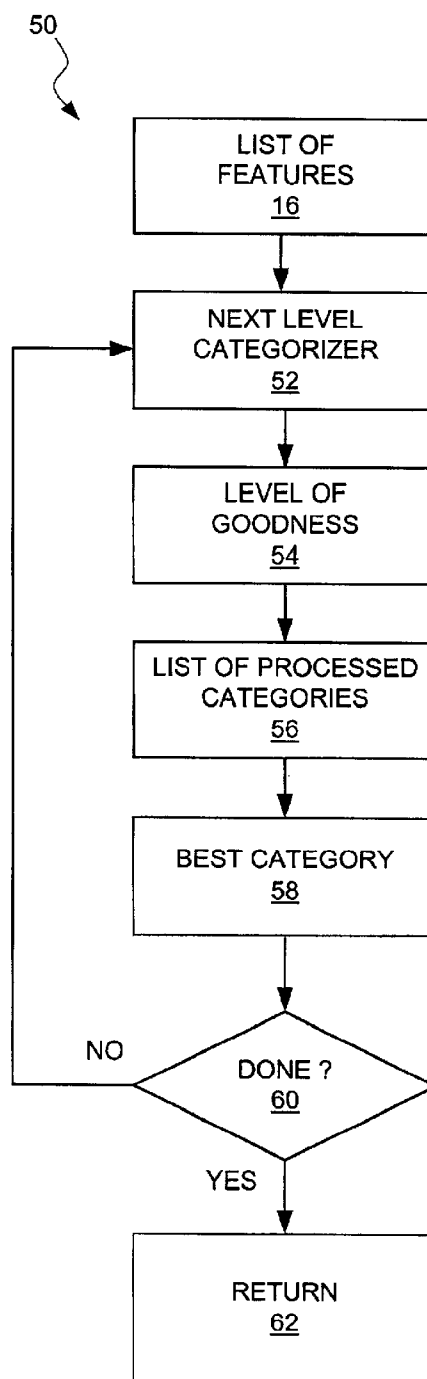 50
LIST OF
FEATURES
16
NEXT LEVEL
CATEGORIZER
52
LEVEL OF
GOODNESS
54
LIST OF PROCESSED
CATEGORIES
56
BEST CATEGORY
58
NO
DONE ?
60
YES
RETURN
62